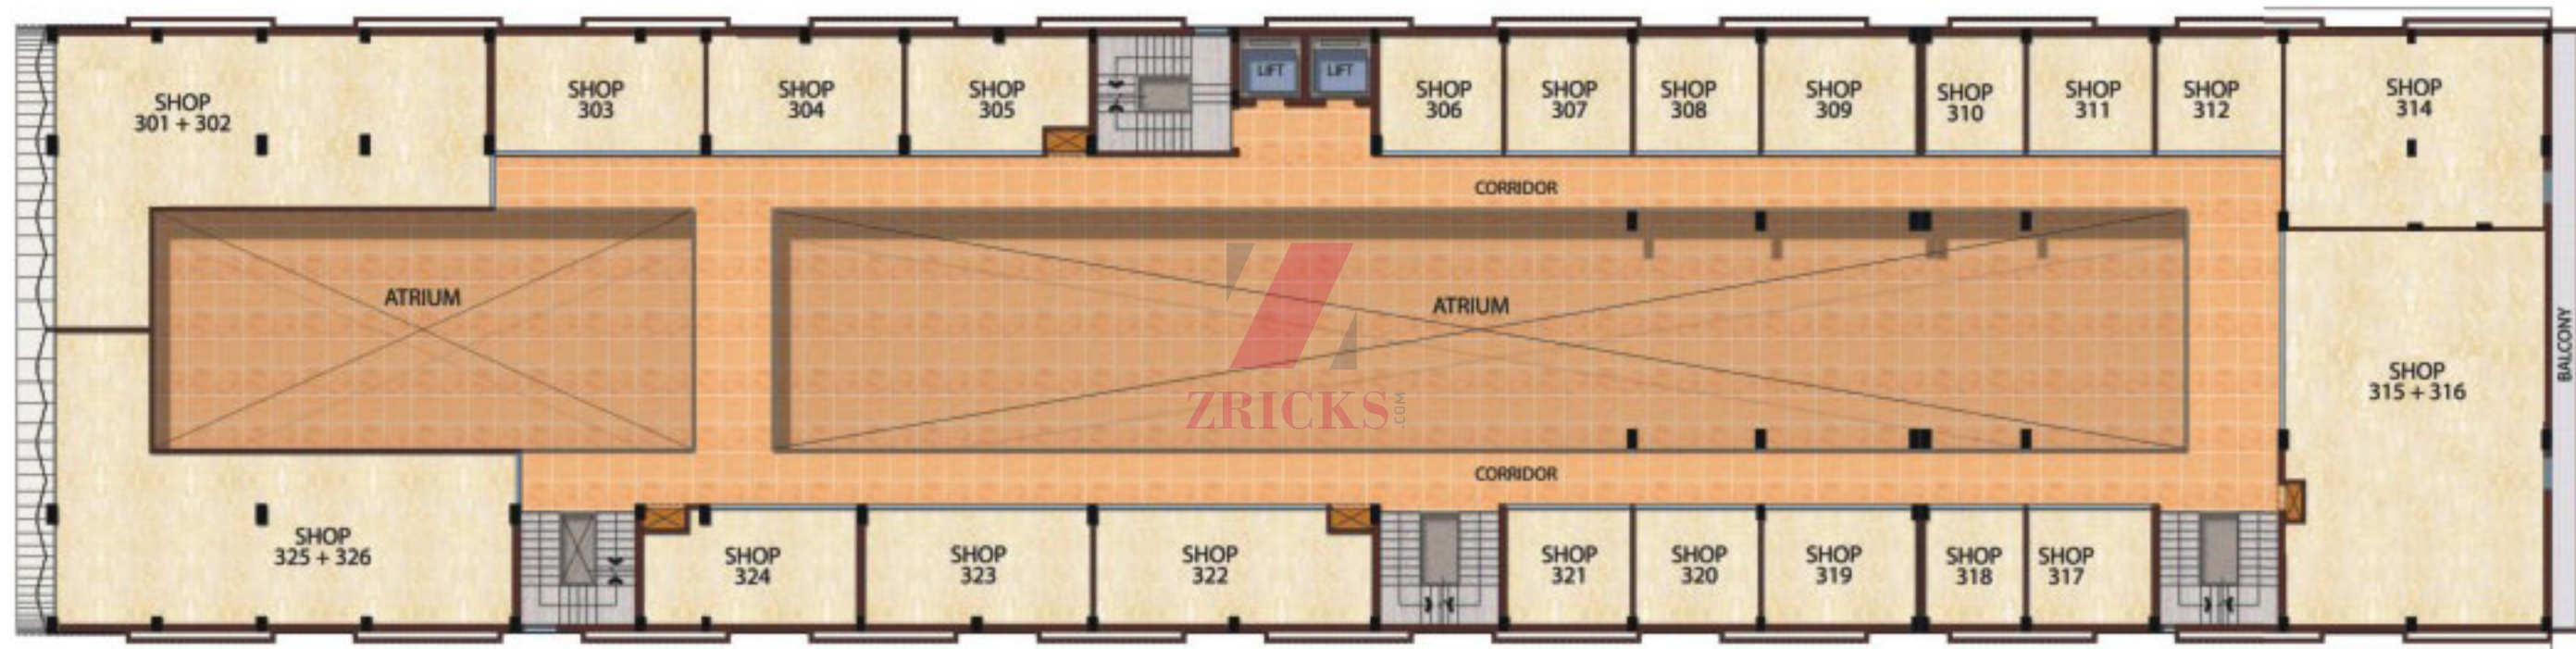 SHOP
301 + 302
SHOP
303
SHOP
304
SHOP
305
LIFT
LIFT
SHOP
306
SHOP
307
SHOP
308
SHOP
309
SHOP
310
SHOP
311
SHOP
312
SHOP
314
CORRIDOR
ATRIUM
ATRIUM
ZRICKS.COM
SHOP
315 + 316
BALCONY
CORRIDOR
SHOP
325 + 326
SHOP
324
SHOP
323
SHOP
322
SHOP
321
SHOP
320
SHOP
319
SHOP
318
SHOP
317